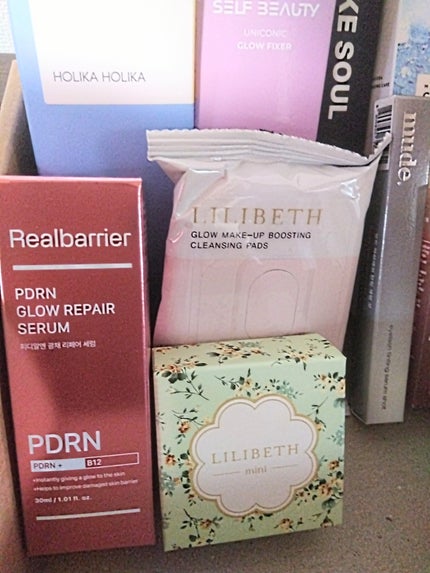 HOLIKA HOLIKA
SELF BEAUTY
UNICONIC
GLOW FIXER
KE SOUL
mude.
LILIBETH
GLOW MAKE-UP BOOSTING
CLEANSING PADS
Realbarrier
PDRN
GLOW REPAIR
SERUM
피디알엔 광채 리페어 세럼
PDRN
PDRN + B12
•Instantly giving a glow to the skin
•Helps to improve damaged skin barrier
30ml / 1.01 fl. oz.
LILIBETH
mini